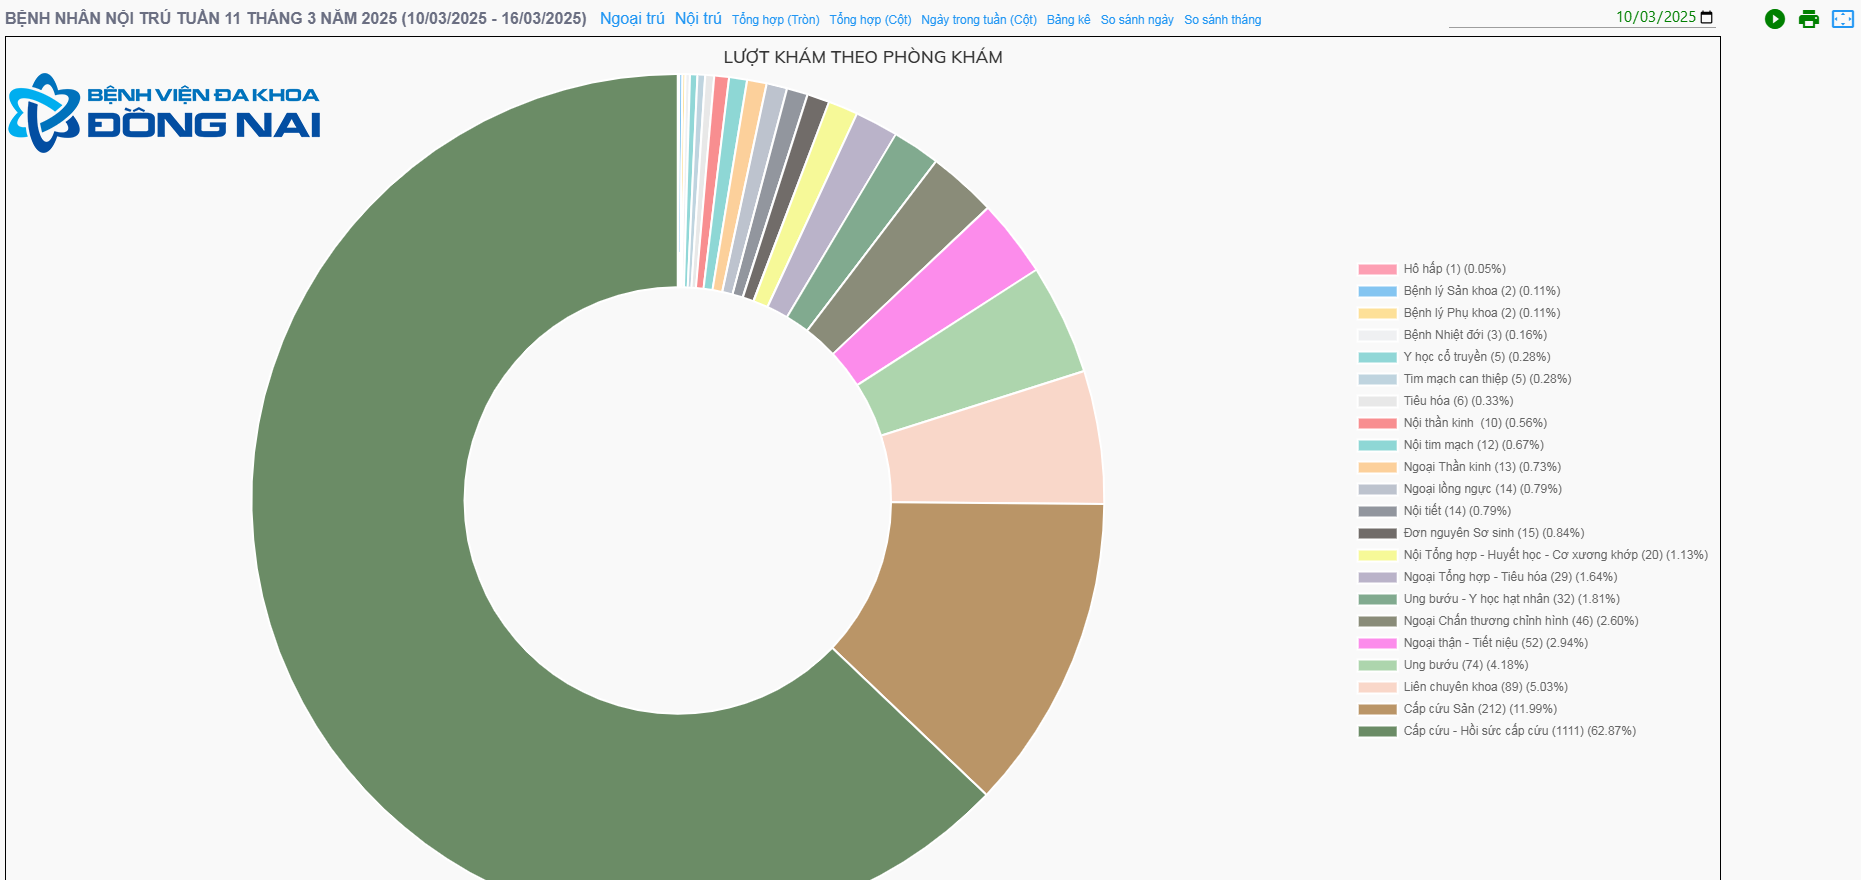 BỆNH NHÂN NỘI TRÚ TUẦN 11 THÁNG 3 NĂM 2025 (10/03/2025 - 16/03/2025) Ngoại trú Nội trú Tổng hợp (Tròn) Tổng hợp (Cột) Ngày trong tuần (Cột) Bảng kê So sánh ngày So sánh tháng 10/03/2025
LƯỢT KHÁM THEO PHÒNG KHÁM
BỆNH VIỆN ĐA KHOA
ĐỒNG NAI
Hô hấp (1) (0.05%)
Bệnh lý Sản khoa (2) (0.11%)
Bệnh lý Phụ khoa (2) (0.11%)
Bệnh Nhiệt đới (3) (0.16%)
Y học cổ truyền (5) (0.28%)
Tim mạch can thiệp (5) (0.28%)
Tiêu hóa (6) (0.33%)
Nội thần kinh (10) (0.56%)
Nội tim mạch (12) (0.67%)
Ngoại Thần kinh (13) (0.73%)
Ngoại lồng ngực (14) (0.79%)
Nội tiết (14) (0.79%)
Đơn nguyên Sơ sinh (15) (0.84%)
Nội Tổng hợp - Huyết học - Cơ xương khớp (20) (1.13%)
Ngoại Tổng hợp - Tiêu hóa (29) (1.64%)
Ung bướu - Y học hạt nhân (32) (1.81%)
Ngoại Chấn thương chỉnh hình (46) (2.60%)
Ngoại thận - Tiết niệu (52) (2.94%)
Ung bướu (74) (4.18%)
Liên chuyên khoa (89) (5.03%)
Cấp cứu Sản (212) (11.99%)
Cấp cứu - Hồi sức cấp cứu (1111) (62.87%)